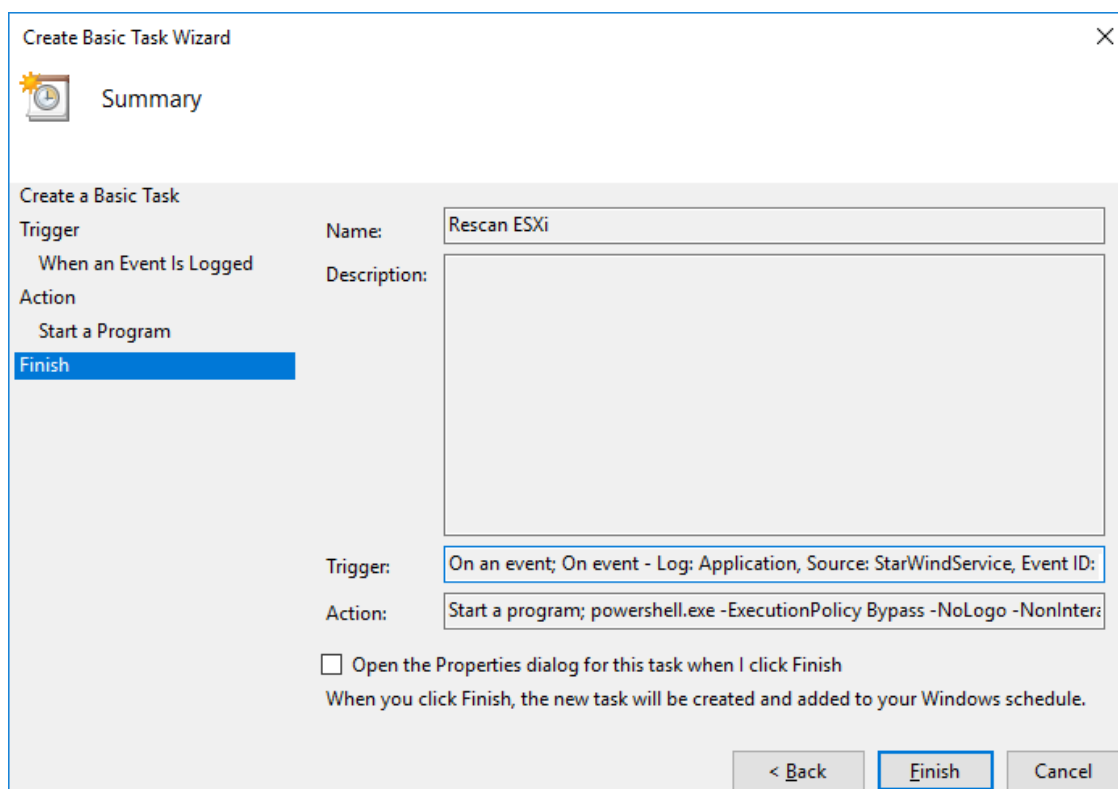 Create Basic Task Wizard
Summary
Create a Basic Task
Trigger
When an Event Is Logged
Action
Start a Program
Finish
Name: Rescan ESXi
Description:
Trigger: On an event; On event - Log: Application, Source: StarWindService, Event ID:
Action: Start a program; powershell.exe -ExecutionPolicy Bypass -NoLogo -NonIntera
Open the Properties dialog for this task when I click Finish
When you click Finish, the new task will be created and added to your Windows schedule.
< Back Finish Cancel